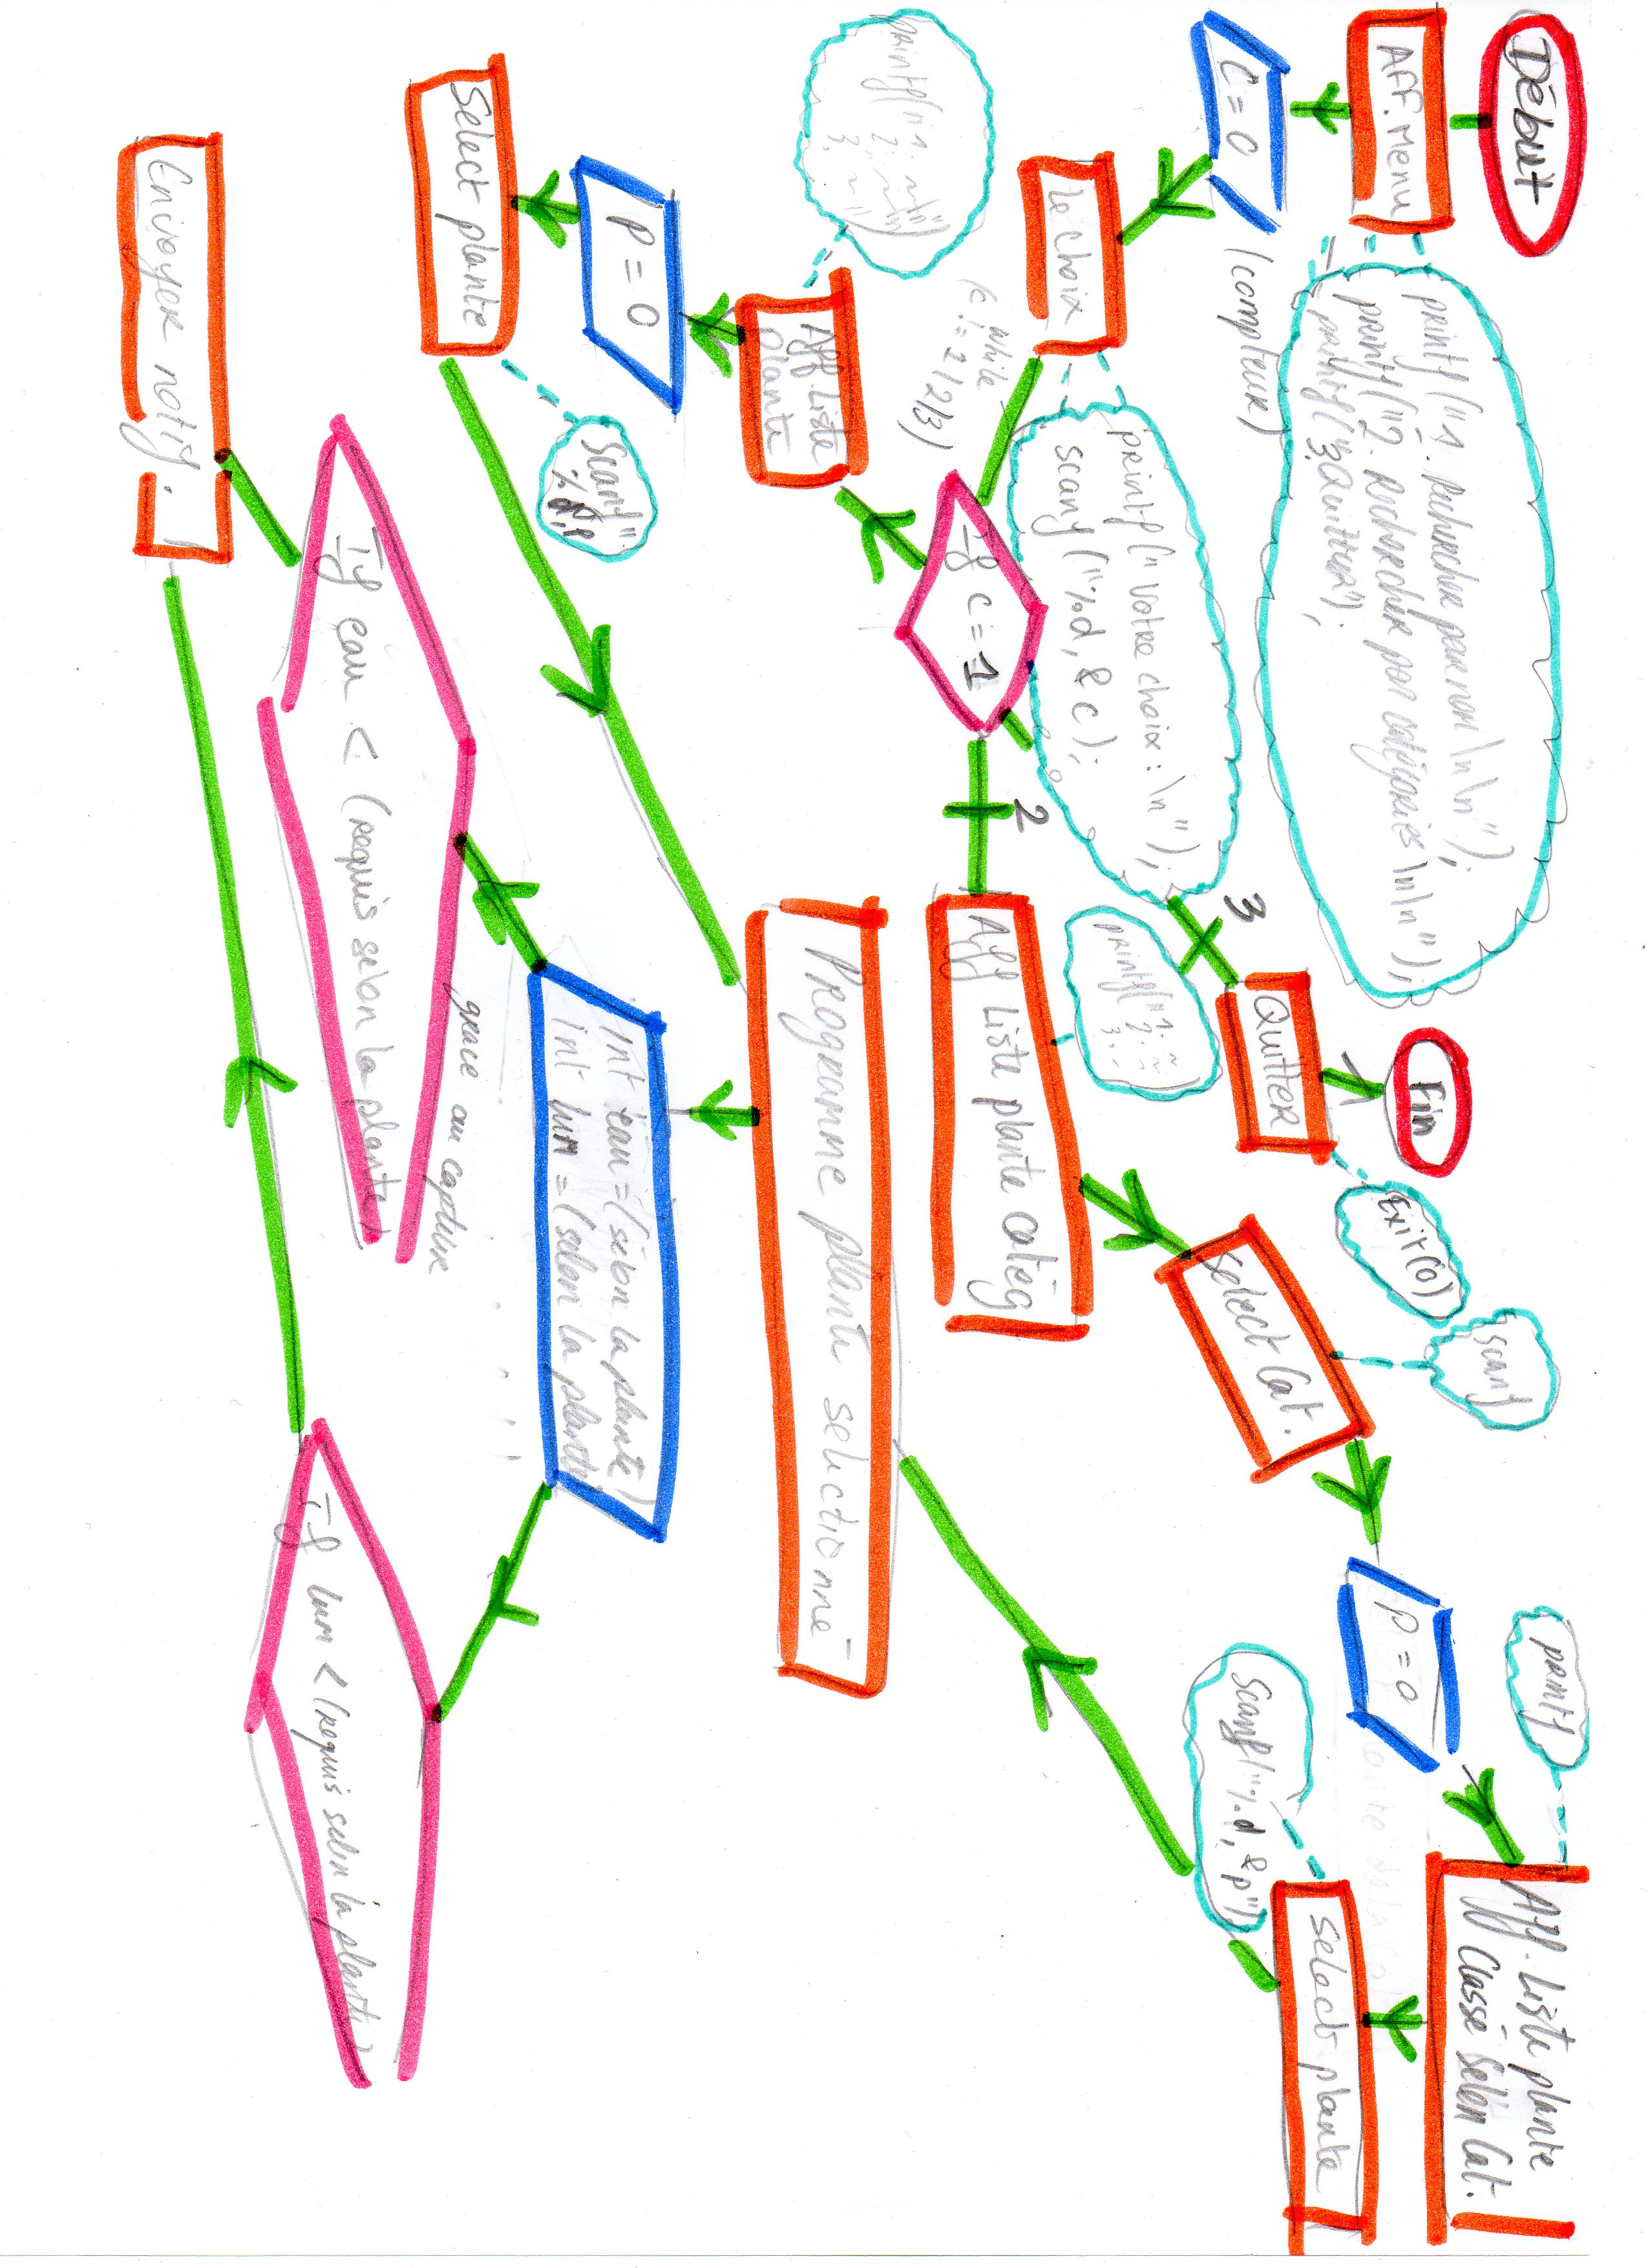 Début
AFF. Menu
printf("1. Rechercher par nom \n\n");
printf("2. Rechercher par catégories \n\n");
printf("3. Quitter");
C = 0
(compteur)
le choix
printf("Votre choix : \n");
scanf("%d, & c);
while
(c != 1/2/3)
If c = 1
2
3
Quitter
Fin
Exit(0)
Aff Liste plante catég
printf("1. ~
2. ~
3. ~
Select Cat.
scanf
P = 0
printf
Aff. Liste plante
Classé selon Cat.
Select plante
scanf("%d, & p");
Aff. Liste
plante
printf("1. ~\n"
2. ~\n"
3. ~ "
P = 0
Select plante
scanf"
Programme plante selectionné
int eau = (selon la plante)
int lum = (selon la plante)
If eau < (requis selon la plante)
grace au capteur
If lum < (requis selon la plante)
Envoyer notif.